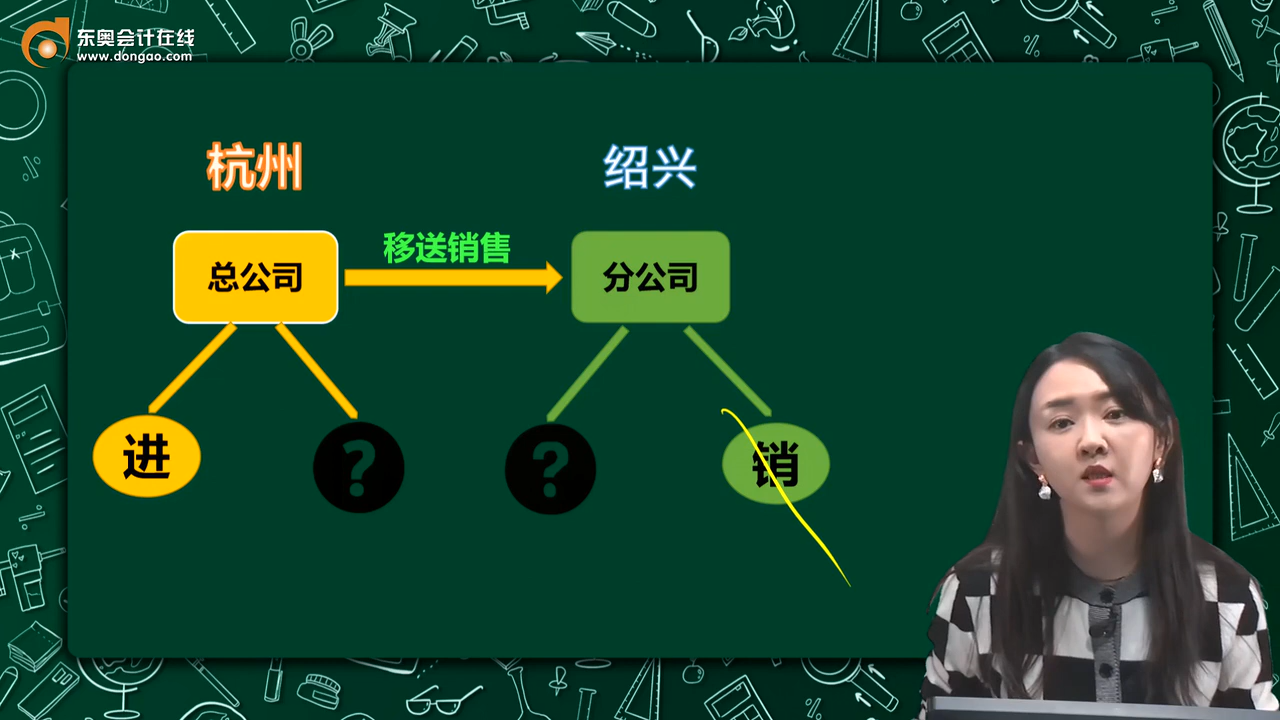 东奥会计在线
www.dongao.com
杭州
绍兴
移送销售
总公司
分公司
进
?
?
销